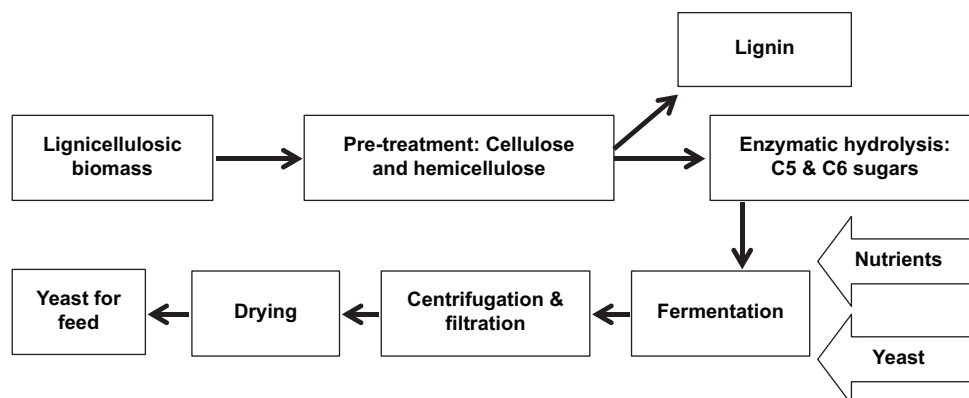 Lignin
Lignicellulosic
biomass
Pre-treatment: Cellulose
and hemicellulose
Enzymatic hydrolysis:
C5 & C6 sugars
Nutrients
Yeast for
feed
Drying
Centrifugation &
filtration
Fermentation
Yeast